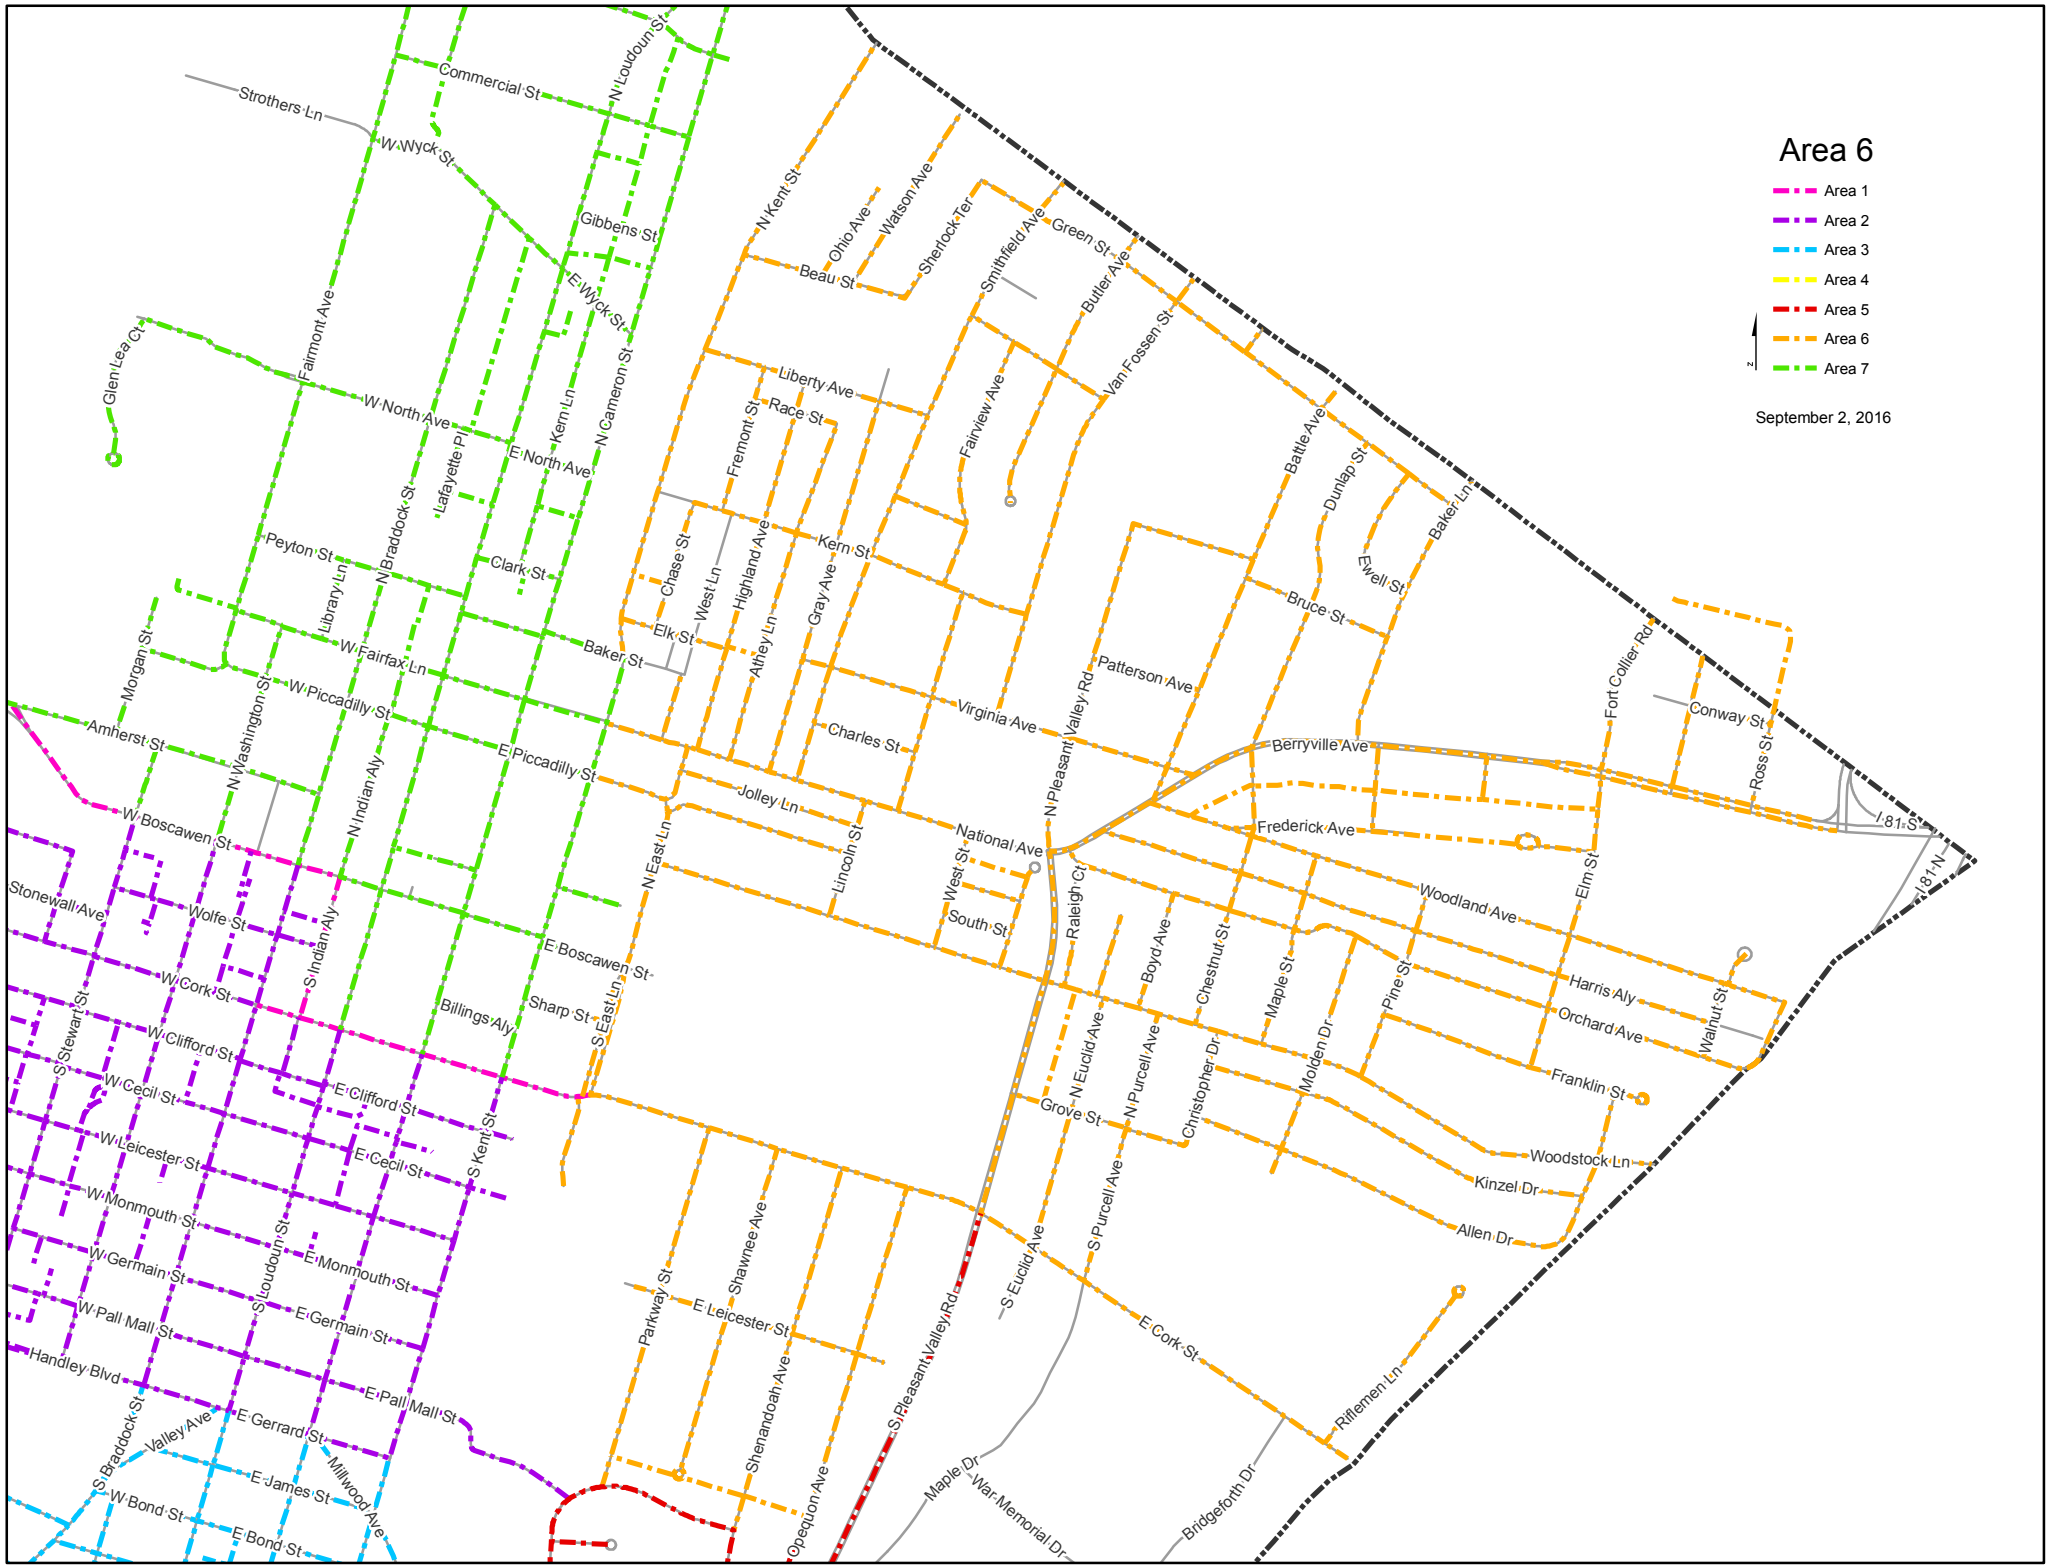 Area 6
Area 1
Area 2
Area 3
Area 4
Area 5
Area 6
Area 7
z
September 2, 2016
N Loudoun St
Commercial St
Strothers Ln
W Wyck St
N Kent St
Ohio Ave
Watson Ave
Sherlock Ter
Smithfield Ave
Green St
Gibbens St
Beau St
Butler Ave
E Wyck St
Fairmont Ave
Van Fossen St
Glen Lea Ct
Liberty Ave
N Cameron St
W North Ave
Kern Ln
Race St
Fairview Ave
Fremont St
Lafayette Pl
E North Ave
Battle Ave
Dunlap St
Baker Ln
N Braddock St
Peyton St
Clark St
Chase St
Kern St
Highland Ave
West Ln
Gray Ave
Ewell St
Library Ln
Bruce St
Morgan St
W Fairfax Ln
Elk St
Baker St
Athey Ln
Patterson Ave
Fort Collier Rd
W Piccadilly St
N Washington St
Virginia Ave
Conway St
Amherst St
E Piccadilly St
Charles St
N Pleasant Valley Rd
Berryville Ave
Ross St
N Indian Aly
Jolley Ln
W Boscawen St
National Ave
Frederick Ave
I-81 S
N East Ln
Lincoln St
West St
Raleigh Ct
Elm St
I-81 N
Stonewall Ave
Wolfe St
Woodland Ave
South St
S Indian Aly
E Boscawen St
Boyd Ave
Chestnut St
W Cork St
Maple St
Pine St
Harris Aly
S Stewart St
Billings Aly
Sharp St
S East Ln
Orchard Ave
Walnut St
W Clifford St
N Euclid Ave
N Purcell Ave
Christopher Dr
Molden Dr
W Cecil St
E Clifford St
Grove St
Franklin St
W Leicester St
E Cecil St
S Kent St
Woodstock Ln
Kinzel Dr
W Monmouth St
S Purcell Ave
Allen Dr
W Germain St
S Loudoun St
E Monmouth St
Shawnee Ave
S Euclid Ave
Parkway St
E Leicester St
W Pall Mall St
E Germain St
S Pleasant Valley Rd
E Cork St
Handley Blvd
E Pall Mall St
Shenandoah Ave
Riflemen Ln
Valley Ave
E Gerrard St
S Braddock St
E James St
Millwood Ave
Maple Dr
W Bond St
E Bond St
Opequon Ave
War Memorial Dr
Bridgeforth Dr